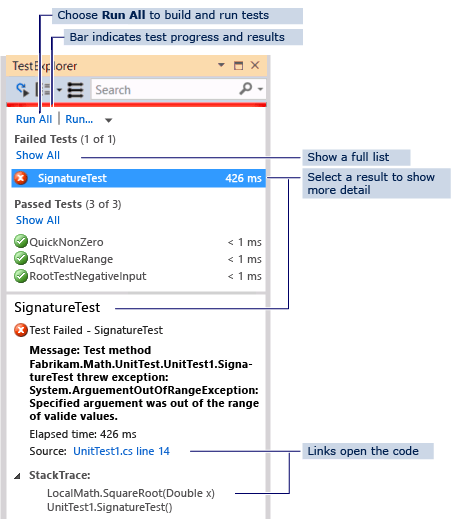 Choose Run All to build and run tests
Bar indicates test progress and results
TestExplorer
Search
Run All | Run...
Failed Tests (1 of 1)
Show All
Show a full list
SignatureTest 426 ms
Select a result to show
more detail
Passed Tests (3 of 3)
Show All
QuickNonZero < 1 ms
SqRtValueRange < 1 ms
RootTestNegativeInput < 1 ms
SignatureTest
Test Failed - SignatureTest
Message: Test method
Fabrikam.Math.UnitTest.UnitTest1.Signa-
tureTest threw exception:
System.ArguementOutOfRangeException:
Specified arguement was out of the range
of valide values.
Elapsed time: 426 ms
Source: UnitTest1.cs line 14
Links open the code
StackTrace:
LocalMath.SquareRoot(Double x)
UnitTest1.SignatureTest()